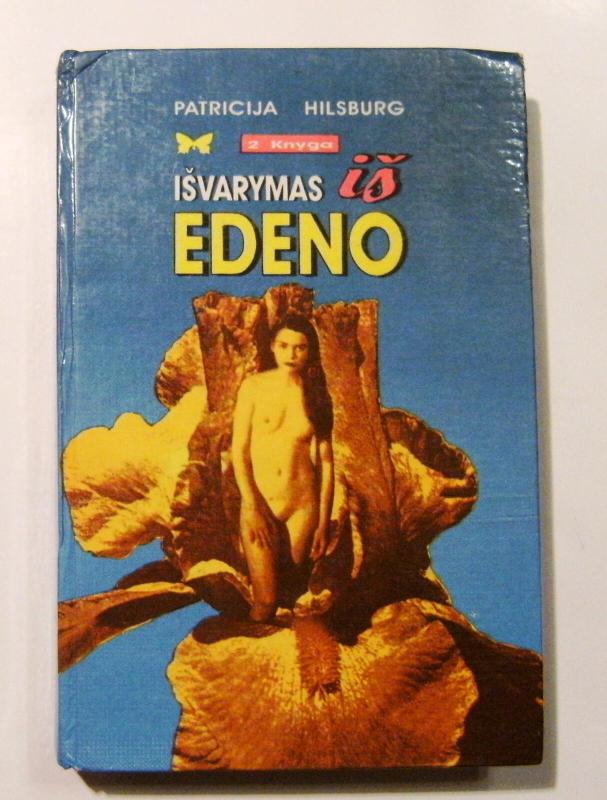 PATRICIJA HILSBURG
2 Knyga
IŠVARYMAS iš
EDENO